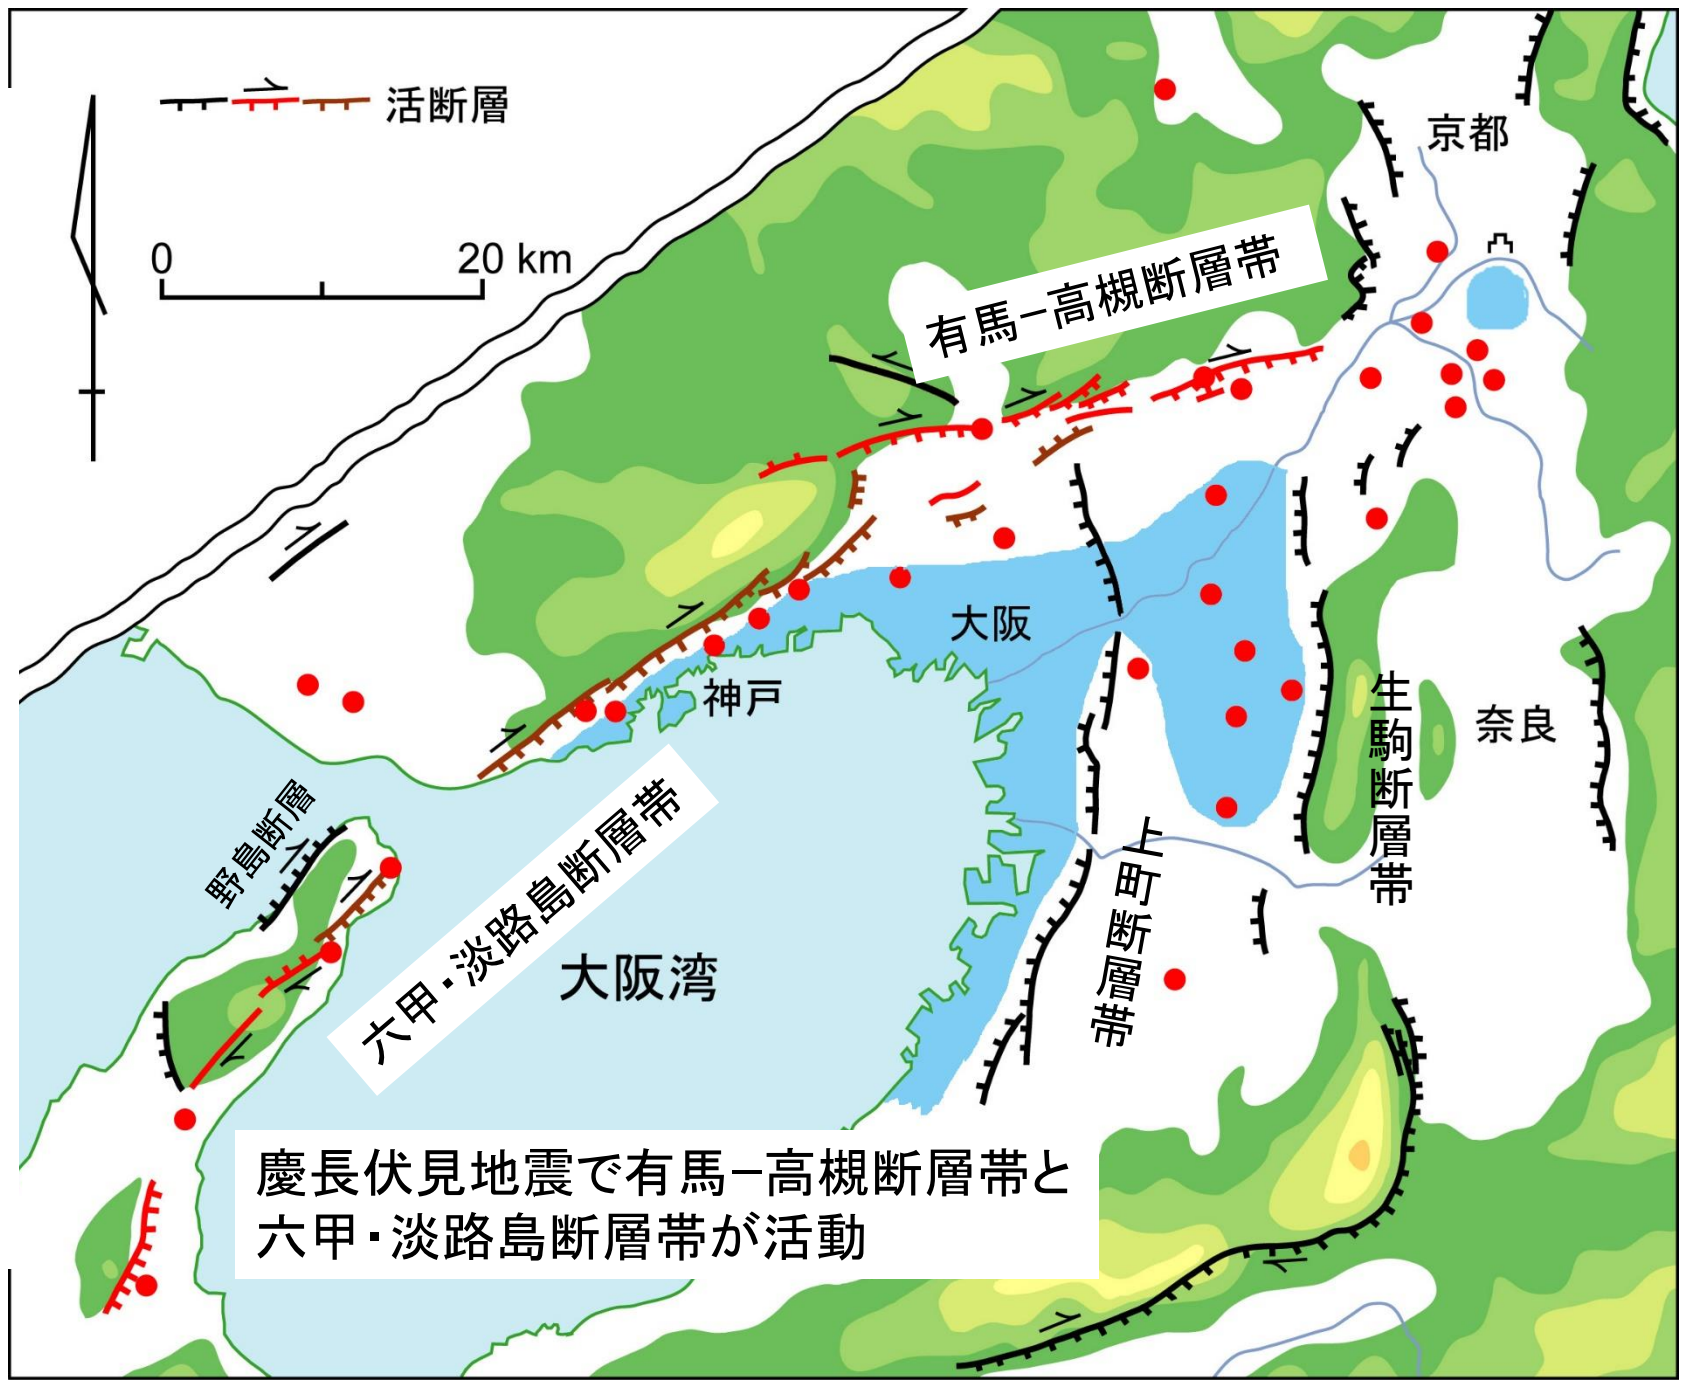 活断層
0
20 km
京都
有馬−高槻断層帯
大阪
神戸
生駒断層帯
奈良
野島断層
六甲・淡路島断層帯
上町断層帯
大阪湾
慶長伏見地震で有馬−高槻断層帯と
六甲・淡路島断層帯が活動